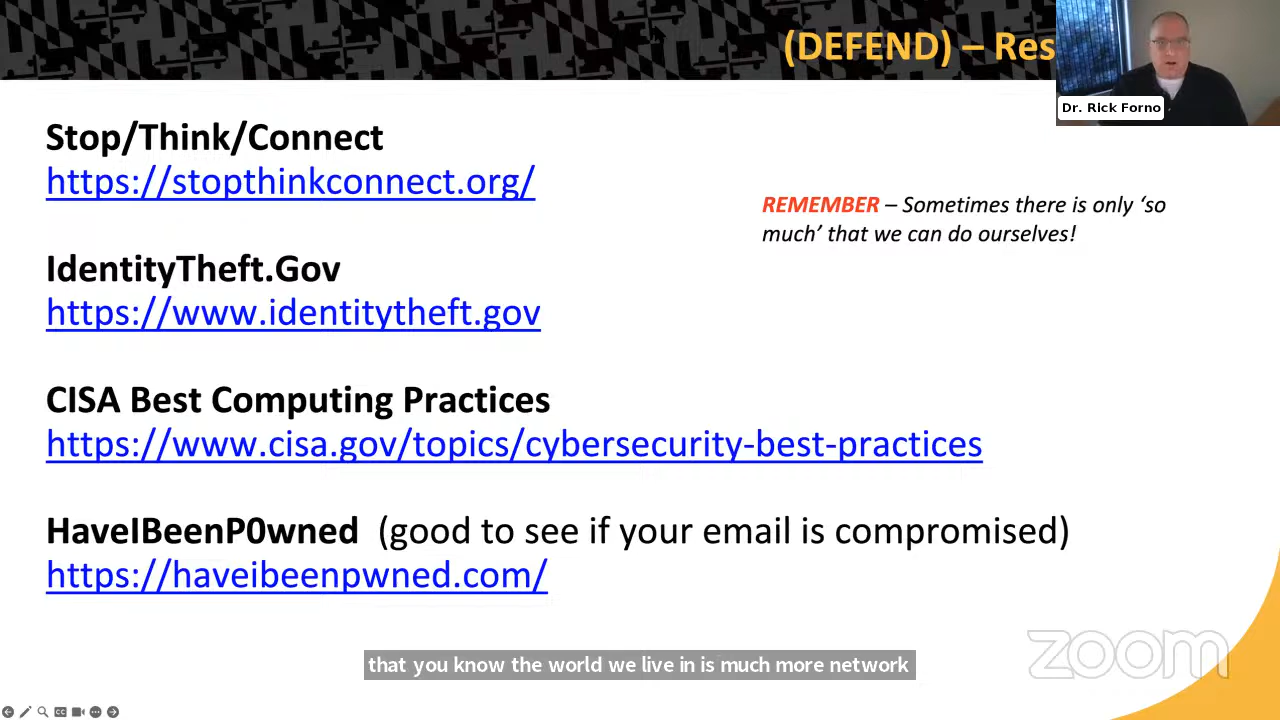 (DEFEND) – Res
Dr. Rick Forno
Stop/Think/Connect
https://stopthinkconnect.org/
REMEMBER – Sometimes there is only ‘so
much’ that we can do ourselves!
IdentityTheft.Gov
https://www.identitytheft.gov
CISA Best Computing Practices
https://www.cisa.gov/topics/cybersecurity-best-practices
HaveIBeenP0wned (good to see if your email is compromised)
https://haveibeenpwned.com/
zoom
that you know the world we live in is much more network